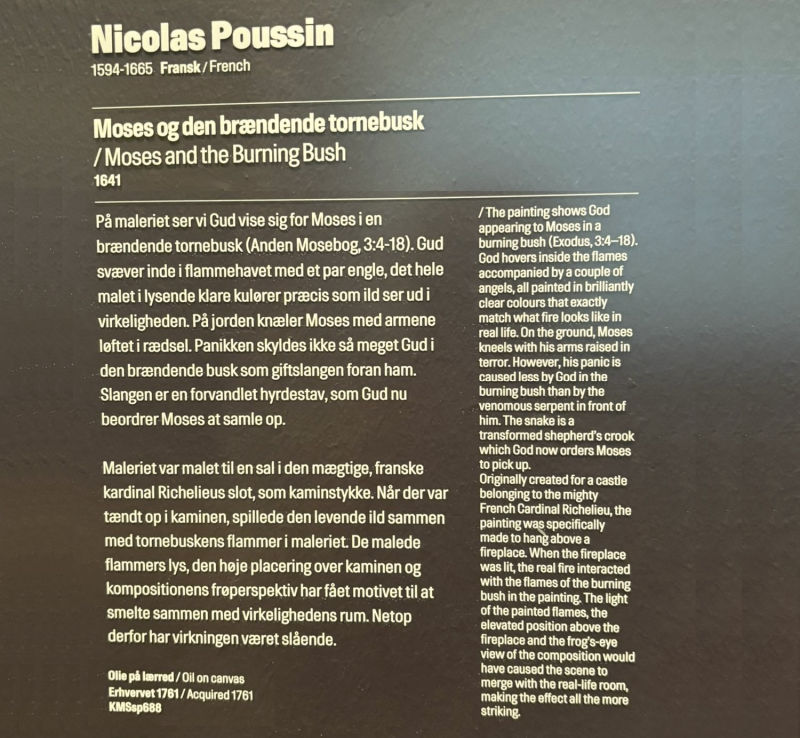 Nicolas Poussin
1594-1665 Fransk / French
Moses og den brændende tornebusk
/ Moses and the Burning Bush
1641
På maleriet ser vi Gud vise sig for Moses i en
brændende tornebusk (Anden Mosebog, 3:4-18). Gud
svæver inde i flammehavet med et par engle, det hele
malet i lysende klare kulører præcis som ild ser ud i
virkeligheden. På jorden knæler Moses med armene
løftet i rædsel. Panikken skyldes ikke så meget Gud i
den brændende busk som giftslangen foran ham.
Slangen er en forvandlet hyrdestav, som Gud nu
beordrer Moses at samle op.
Maleriet var malet til en sal i den mægtige, franske
kardinal Richelieus slot, som kaminstykke. Når der var
tændt op i kaminen, spillede den levende ild sammen
med tornebuskens flammer i maleriet. De malede
flammers lys, den høje placering over kaminen og
kompositionens frøperspektiv har fået motivet til at
smelte sammen med virkelighedens rum. Netop
derfor har virkningen været slående.
Olie på lærred / Oil on canvas
Erhvervet 1761 / Acquired 1761
KMSsp688
/ The painting shows God
appearing to Moses in a
burning bush (Exodus, 3:4–18).
God hovers inside the flames
accompanied by a couple of
angels, all painted in brilliantly
clear colours that exactly
match what fire looks like in
real life. On the ground, Moses
kneels with his arms raised in
terror. However, his panic is
caused less by God in the
burning bush than by the
venomous serpent in front of
him. The snake is a
transformed shepherd's crook
which God now orders Moses
to pick up.
Originally created for a castle
belonging to the mighty
French Cardinal Richelieu, the
painting was specifically
made to hang above a
fireplace. When the fireplace
was lit, the real fire interacted
with the flames of the burning
bush in the painting. The light
of the painted flames, the
elevated position above the
fireplace and the frog's-eye
view of the composition would
have caused the scene to
merge with the real-life room,
making the effect all the more
striking.